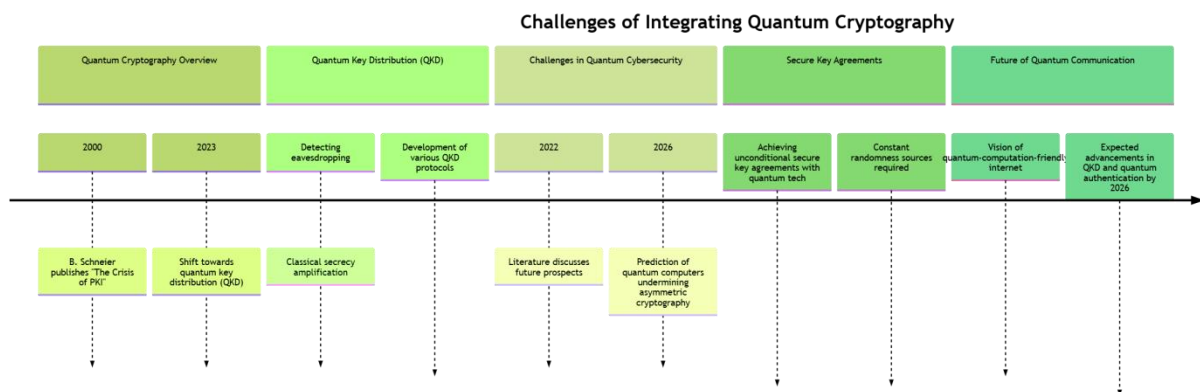 Challenges of Integrating Quantum Cryptography
Quantum Cryptography Overview
Quantum Key Distribution (QKD)
Challenges in Quantum Cybersecurity
Secure Key Agreements
Future of Quantum Communication
2000
2023
Detecting
eavesdropping
Development of
various QKD
protocols
2022
2026
Achieving
unconditional secure
key agreements with
quantum tech
Constant
randomness sources
required
Vision of
quantum-computation-friendly
internet
Expected
advancements in
QKD and quantum
authentication by
2026
B. Schneier
publishes "The Crisis
of PKI"
Shift towards
quantum key
distribution (QKD)
Classical secrecy
amplification
Literature discusses
future prospects
Prediction of
quantum computers
undermining
asymmetric
cryptography